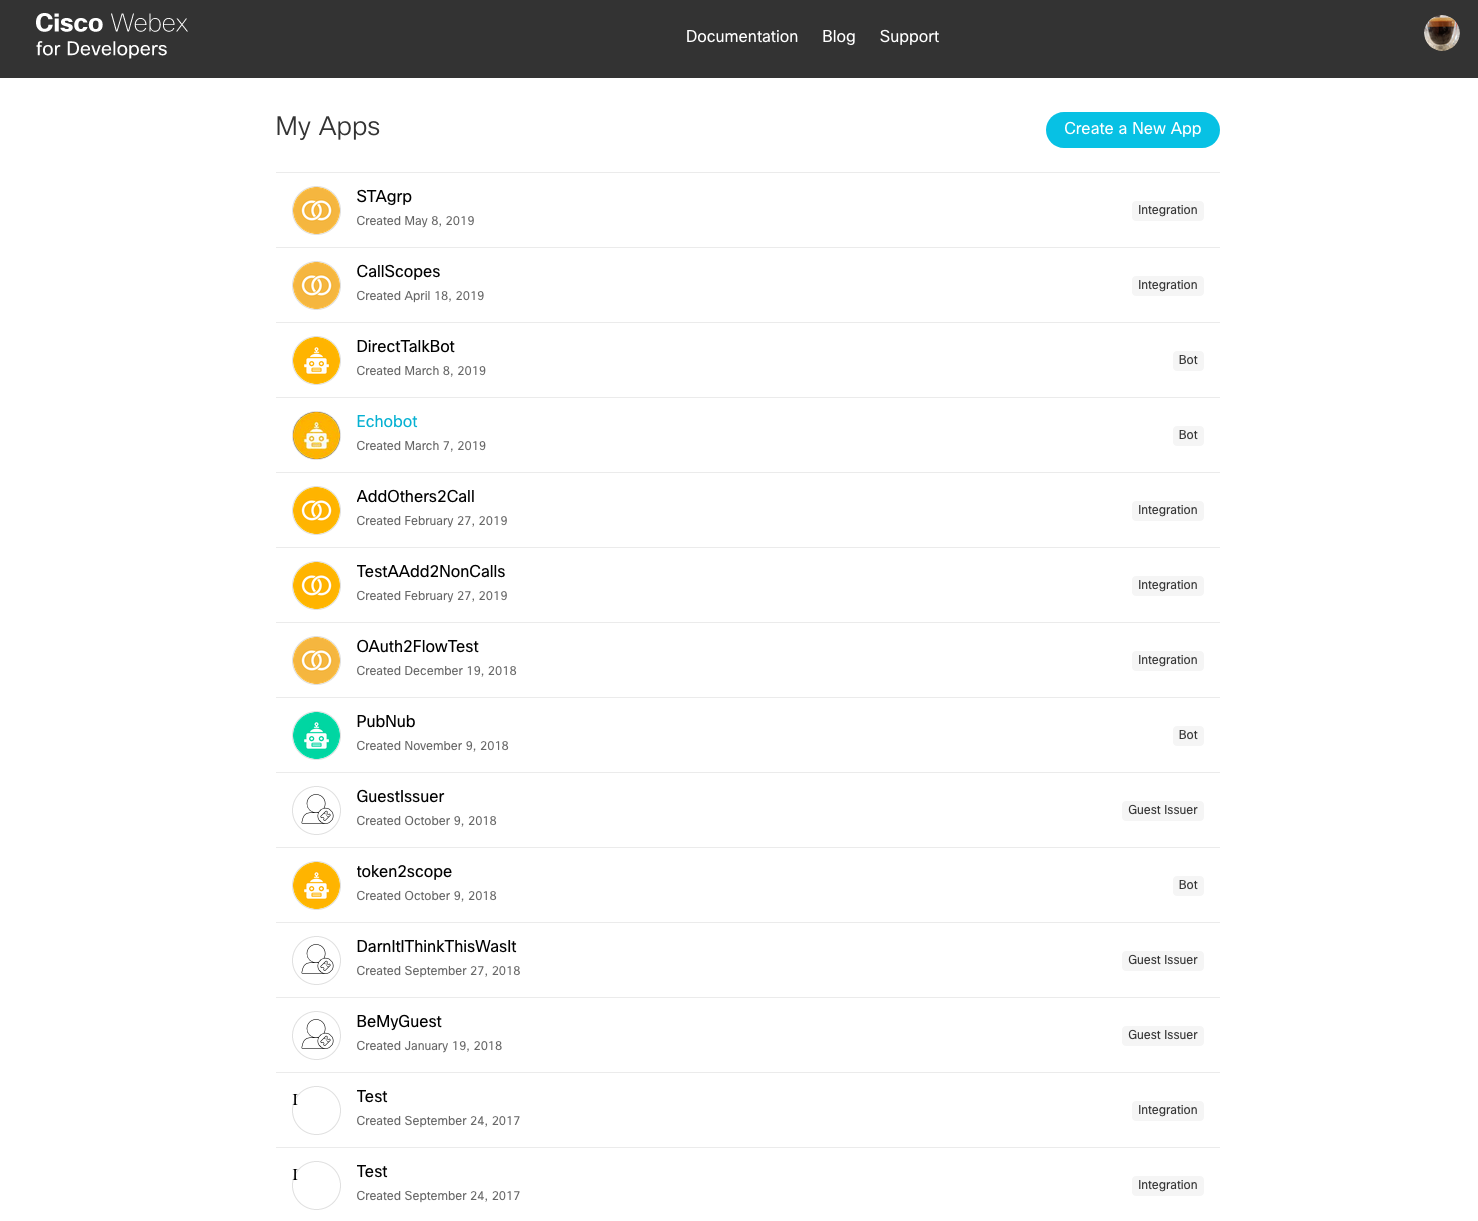 Cisco Webex
for Developers
Documentation Blog Support
My Apps
Create a New App
STAgrp
Created May 8, 2019
Integration
CallScopes
Created April 18, 2019
Integration
DirectTalkBot
Created March 8, 2019
Bot
Echobot
Created March 7, 2019
Bot
AddOthers2Call
Created February 27, 2019
Integration
TestAAdd2NonCalls
Created February 27, 2019
Integration
OAuth2FlowTest
Created December 19, 2018
Integration
PubNub
Created November 9, 2018
Bot
GuestIssuer
Created October 9, 2018
Guest Issuer
token2scope
Created October 9, 2018
Bot
DarnItIThinkThisWasIt
Created September 27, 2018
Guest Issuer
BeMyGuest
Created January 19, 2018
Guest Issuer
I
Test
Created September 24, 2017
Integration
I
Test
Created September 24, 2017
Integration